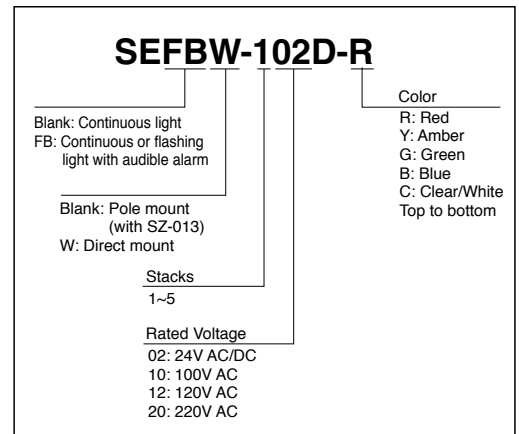 SEFBW-102D-R
Blank: Continuous light
FB: Continuous or flashing
light with audible alarm
Blank: Pole mount
(with SZ-013)
W: Direct mount
Stacks
1~5
Rated Voltage
02: 24V AC/DC
10: 100V AC
12: 120V AC
20: 220V AC
Color
R: Red
Y: Amber
G: Green
B: Blue
C: Clear/White
Top to bottom